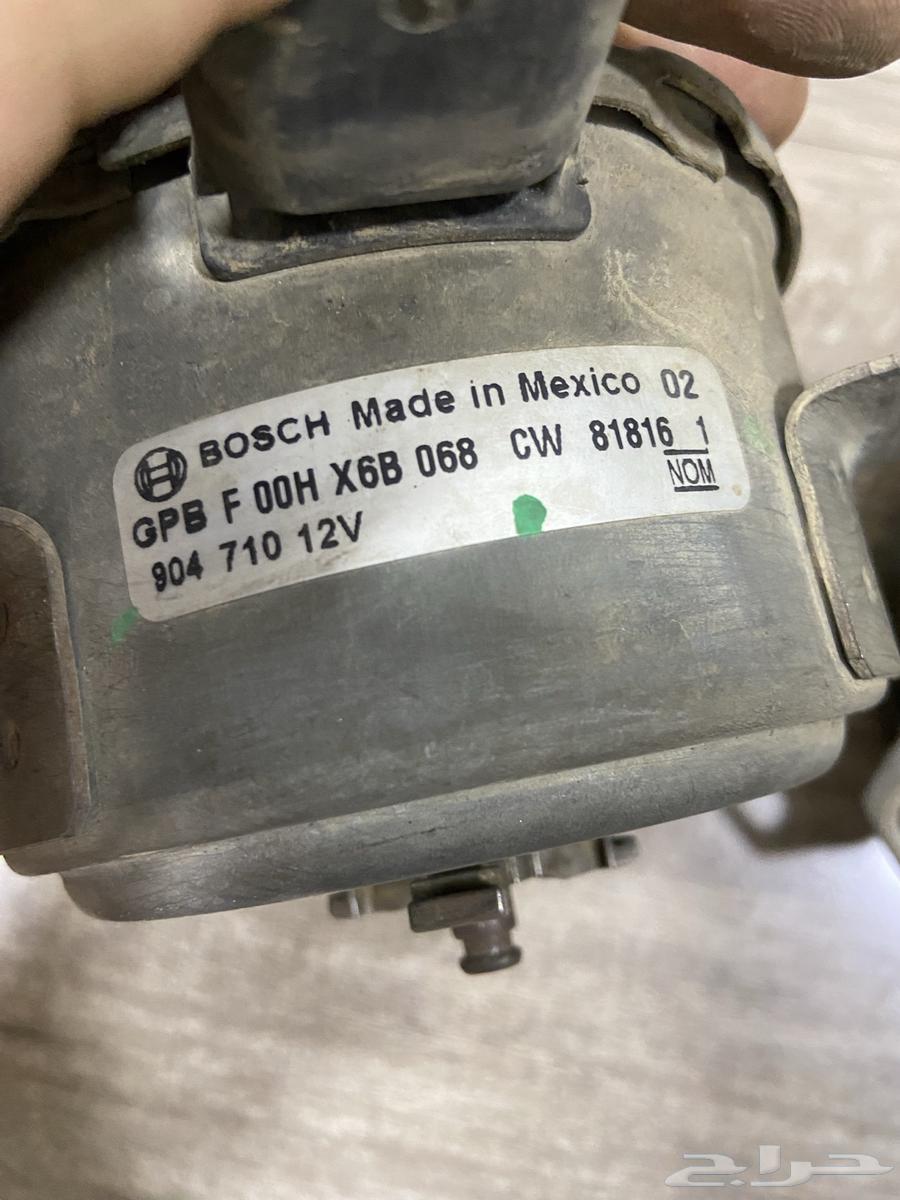 BOSCH Made in Mexico 02
GPB F 00H X6B 068 CW 81816 1
NOM
904 710 12V
حراج